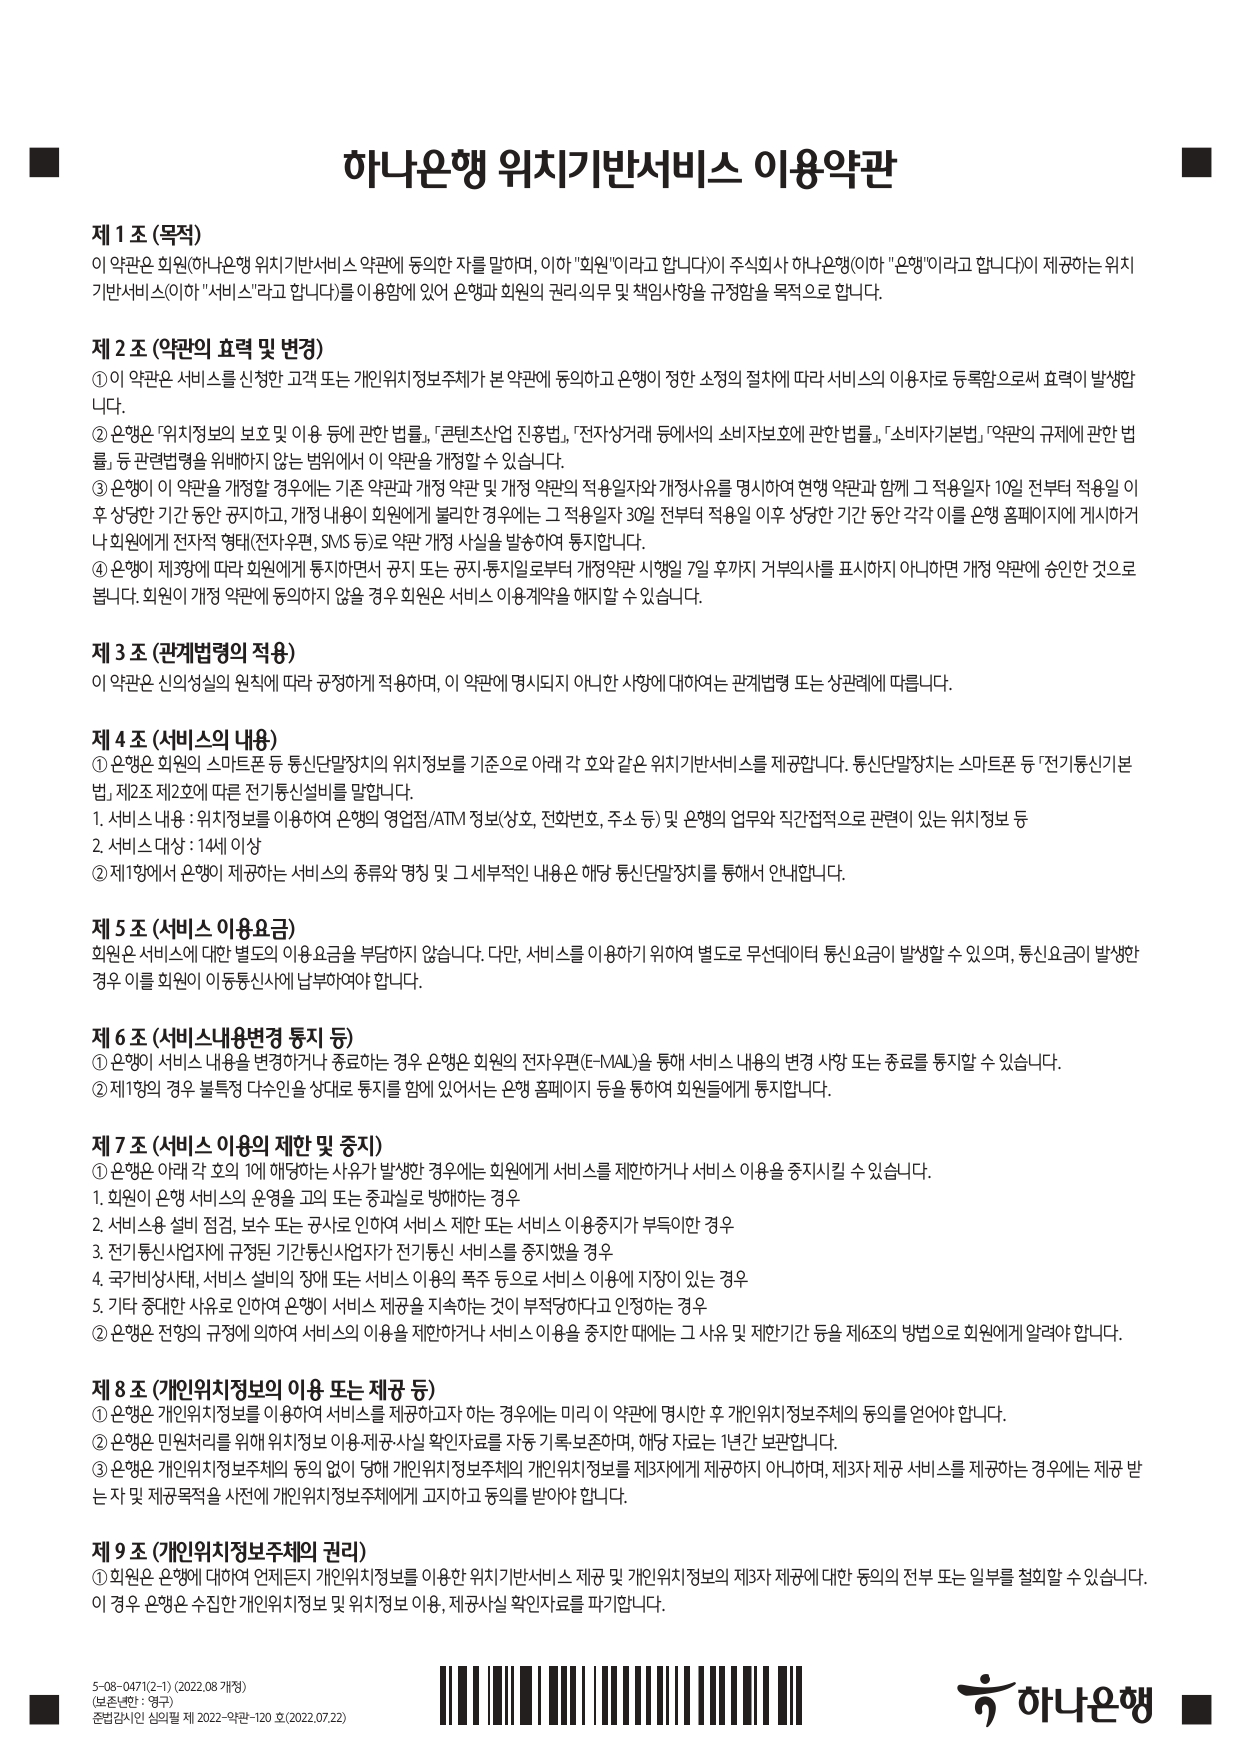 하나은행 위치기반서비스 이용약관
제 1 조 (목적)
이 약관은 회원(하나은행 위치기반서비스 약관에 동의한 자를 말하며, 이하 "회원"이라고 합니다)이 주식회사 하나은행(이하 "은행"이라고 합니다)이 제공하는 위치
기반서비스(이하 "서비스"라고 합니다)를 이용함에 있어 은행과 회원의 권리·의무 및 책임사항을 규정함을 목적으로 합니다.
제 2 조 (약관의 효력 및 변경)
① 이 약관은 서비스를 신청한 고객 또는 개인위치정보주체가 본 약관에 동의하고 은행이 정한 소정의 절차에 따라 서비스의 이용자로 등록함으로써 효력이 발생합
니다.
② 은행은 「위치정보의 보호 및 이용 등에 관한 법률」, 「콘텐츠산업 진흥법」, 「전자상거래 등에서의 소비자보호에 관한 법률」, 「소비자기본법」 「약관의 규제에 관한 법
률」 등 관련법령을 위배하지 않는 범위에서 이 약관을 개정할 수 있습니다.
③ 은행이 이 약관을 개정할 경우에는 기존 약관과 개정 약관 및 개정 약관의 적용일자와 개정사유를 명시하여 현행 약관과 함께 그 적용일자 10일 전부터 적용일 이
후 상당한 기간 동안 공지하고, 개정 내용이 회원에게 불리한 경우에는 그 적용일자 30일 전부터 적용일 이후 상당한 기간 동안 각각 이를 은행 홈페이지에 게시하거
나 회원에게 전자적 형태(전자우편, SMS 등)로 약관 개정 사실을 발송하여 통지합니다.
④ 은행이 제3항에 따라 회원에게 통지하면서 공지 또는 공지·통지일로부터 개정약관 시행일 7일 후까지 거부의사를 표시하지 아니하면 개정 약관에 승인한 것으로
봅니다. 회원이 개정 약관에 동의하지 않을 경우 회원은 서비스 이용계약을 해지할 수 있습니다.
제 3 조 (관계법령의 적용)
이 약관은 신의성실의 원칙에 따라 공정하게 적용하며, 이 약관에 명시되지 아니한 사항에 대하여는 관계법령 또는 상관례에 따릅니다.
제 4 조 (서비스의 내용)
① 은행은 회원의 스마트폰 등 통신단말장치의 위치정보를 기준으로 아래 각 호와 같은 위치기반서비스를 제공합니다. 통신단말장치는 스마트폰 등 「전기통신기본
법」 제2조 제2호에 따른 전기통신설비를 말합니다.
1. 서비스 내용 : 위치정보를 이용하여 은행의 영업점/ATM 정보(상호, 전화번호, 주소 등) 및 은행의 업무와 직간접적으로 관련이 있는 위치정보 등
2. 서비스 대상 : 14세 이상
② 제1항에서 은행이 제공하는 서비스의 종류와 명칭 및 그 세부적인 내용은 해당 통신단말장치를 통해서 안내합니다.
제 5 조 (서비스 이용요금)
회원은 서비스에 대한 별도의 이용요금을 부담하지 않습니다. 다만, 서비스를 이용하기 위하여 별도로 무선데이터 통신요금이 발생할 수 있으며, 통신요금이 발생한
경우 이를 회원이 이동통신사에 납부하여야 합니다.
제 6 조 (서비스내용변경 통지 등)
① 은행이 서비스 내용을 변경하거나 종료하는 경우 은행은 회원의 전자우편(E-MAIL)을 통해 서비스 내용의 변경 사항 또는 종료를 통지할 수 있습니다.
② 제1항의 경우 불특정 다수인을 상대로 통지를 함에 있어서는 은행 홈페이지 등을 통하여 회원들에게 통지합니다.
제 7 조 (서비스 이용의 제한 및 중지)
① 은행은 아래 각 호의 1에 해당하는 사유가 발생한 경우에는 회원에게 서비스를 제한하거나 서비스 이용을 중지시킬 수 있습니다.
1. 회원이 은행 서비스의 운영을 고의 또는 중과실로 방해하는 경우
2. 서비스용 설비 점검, 보수 또는 공사로 인하여 서비스 제한 또는 서비스 이용중지가 부득이한 경우
3. 전기통신사업자에 규정된 기간통신사업자가 전기통신 서비스를 중지했을 경우
4. 국가비상사태, 서비스 설비의 장애 또는 서비스 이용의 폭주 등으로 서비스 이용에 지장이 있는 경우
5. 기타 중대한 사유로 인하여 은행이 서비스 제공을 지속하는 것이 부적당하다고 인정하는 경우
② 은행은 전항의 규정에 의하여 서비스의 이용을 제한하거나 서비스 이용을 중지한 때에는 그 사유 및 제한기간 등을 제6조의 방법으로 회원에게 알려야 합니다.
제 8 조 (개인위치정보의 이용 또는 제공 등)
① 은행은 개인위치정보를 이용하여 서비스를 제공하고자 하는 경우에는 미리 이 약관에 명시한 후 개인위치정보주체의 동의를 얻어야 합니다.
② 은행은 민원처리를 위해 위치정보 이용·제공·사실 확인자료를 자동 기록·보존하며, 해당 자료는 1년간 보관합니다.
③ 은행은 개인위치정보주체의 동의 없이 당해 개인위치정보주체의 개인위치정보를 제3자에게 제공하지 아니하며, 제3자 제공 서비스를 제공하는 경우에는 제공 받
는 자 및 제공목적을 사전에 개인위치정보주체에게 고지하고 동의를 받아야 합니다.
제 9 조 (개인위치정보주체의 권리)
① 회원은 은행에 대하여 언제든지 개인위치정보를 이용한 위치기반서비스 제공 및 개인위치정보의 제3자 제공에 대한 동의의 전부 또는 일부를 철회할 수 있습니다.
이 경우 은행은 수집한 개인위치정보 및 위치정보 이용, 제공사실 확인자료를 파기합니다.
5-08-0471(2-1) (2022.08 개정)
(보존년한 : 영구)
준법감시인 심의필 제 2022-약관-120 호(2022.07.22)
하나은행